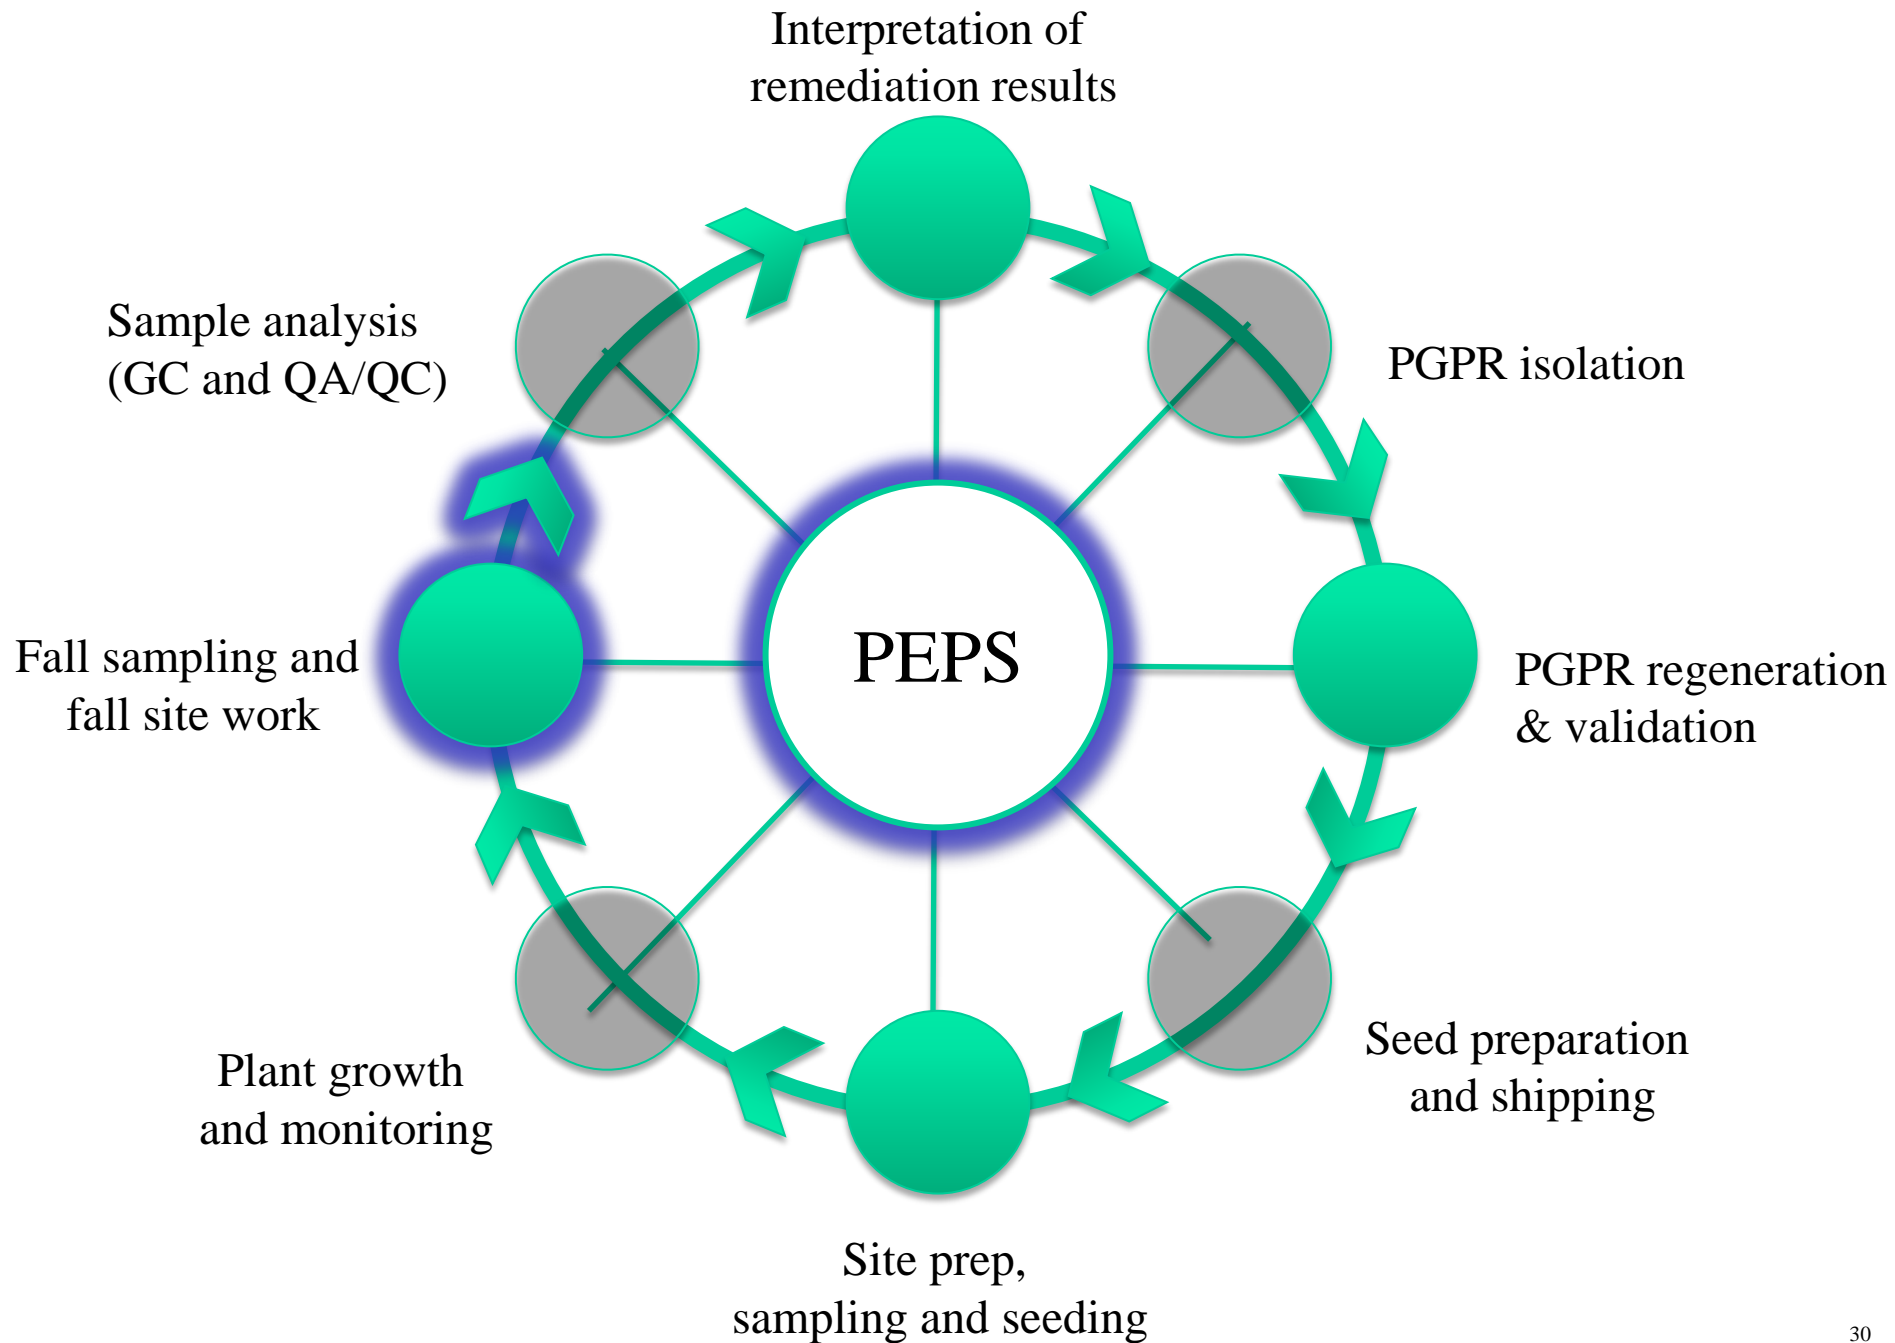 Interpretation of
remediation results
Sample analysis
(GC and QA/QC)
PGPR isolation
Fall sampling and
fall site work
PEPS
PGPR regeneration
& validation
Plant growth
and monitoring
Seed preparation
and shipping
Site prep,
sampling and seeding
30